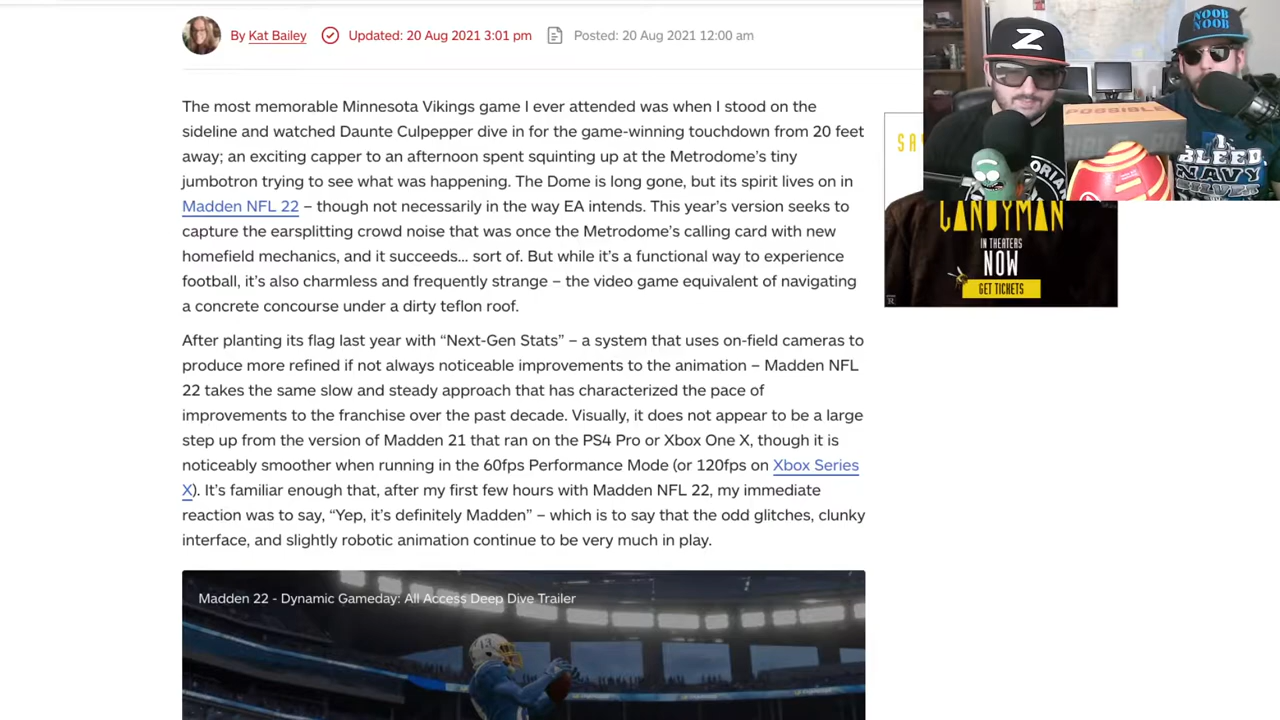 By Kat Bailey Updated: 20 Aug 2021 3:01 pm Posted: 20 Aug 2021 12:00 am
The most memorable Minnesota Vikings game I ever attended was when I stood on the
sideline and watched Daunte Culpepper dive in for the game-winning touchdown from 20 feet
away; an exciting capper to an afternoon spent squinting up at the Metrodome’s tiny
jumbotron trying to see what was happening. The Dome is long gone, but its spirit lives on in
Madden NFL 22 – though not necessarily in the way EA intends. This year’s version seeks to
capture the earsplitting crowd noise that was once the Metrodome’s calling card with new
homefield mechanics, and it succeeds... sort of. But while it’s a functional way to experience
football, it’s also charmless and frequently strange – the video game equivalent of navigating
a concrete concourse under a dirty teflon roof.
After planting its flag last year with “Next-Gen Stats” – a system that uses on-field cameras to
produce more refined if not always noticeable improvements to the animation – Madden NFL
22 takes the same slow and steady approach that has characterized the pace of
improvements to the franchise over the past decade. Visually, it does not appear to be a large
step up from the version of Madden 21 that ran on the PS4 Pro or Xbox One X, though it is
noticeably smoother when running in the 60fps Performance Mode (or 120fps on Xbox Series
X). It’s familiar enough that, after my first few hours with Madden NFL 22, my immediate
reaction was to say, “Yep, it’s definitely Madden” – which is to say that the odd glitches, clunky
interface, and slightly robotic animation continue to be very much in play.
Madden 22 - Dynamic Gameday: All Access Deep Dive Trailer
13
Z
NOOB
NOOB
POSSIBLE
I
BLEED
NAVY
SILVER
SA
CANDYMAN
IN THEATERS
NOW
GET TICKETS
R